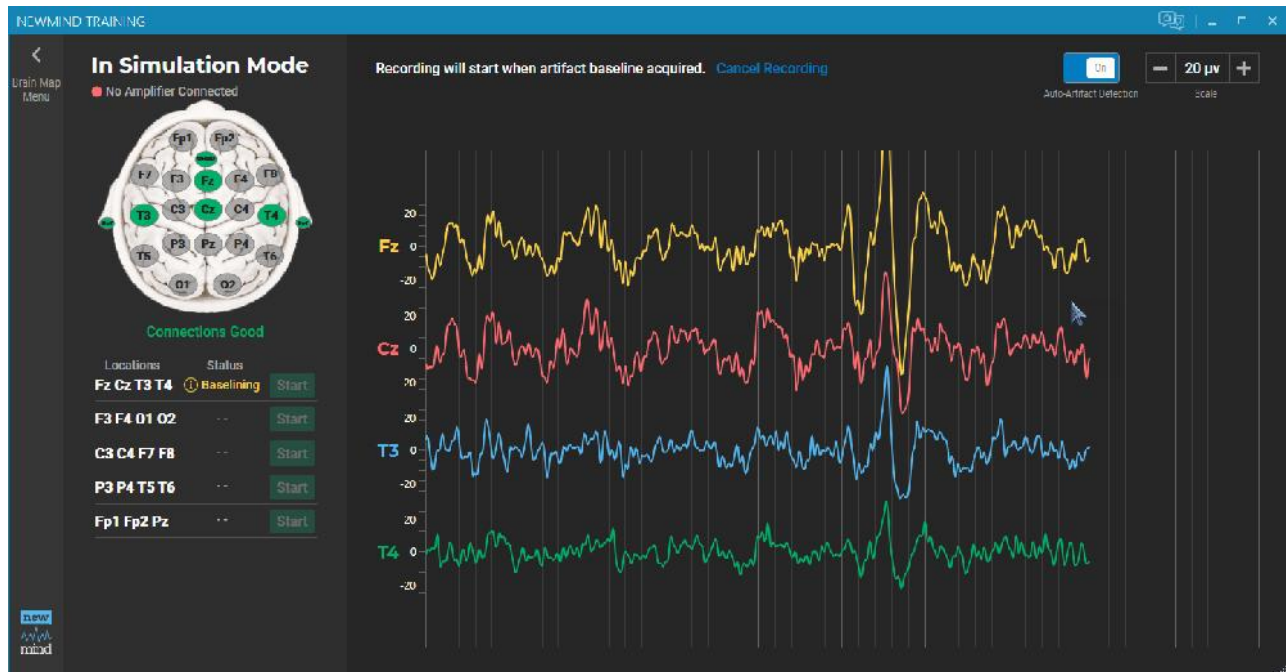 NEWMIND TRAINING
Brain Map
Menu
In Simulation Mode
No Amplifier Connected
Recording will start when artifact baseline acquired. Cancel Recording
On
Auto-Artifact Detection
− 20 µv +
Scale
Fp1 Fp2
F7 F3 Fz F4 F8
T3 C3 Cz C4 T4
T5 P3 Pz P4 T6
O1 O2
Connections Good
Locations Status
Fz Cz T3 T4 Baselining Start
F3 F4 O1 O2 -- Start
C3 C4 F7 F8 -- Start
P3 P4 T5 T6 -- Start
Fp1 Fp2 Pz -- Start
20
Fz 0
-20
20
Cz 0
20
20
T3 0
-20
20
T4 0
-20
new
mind